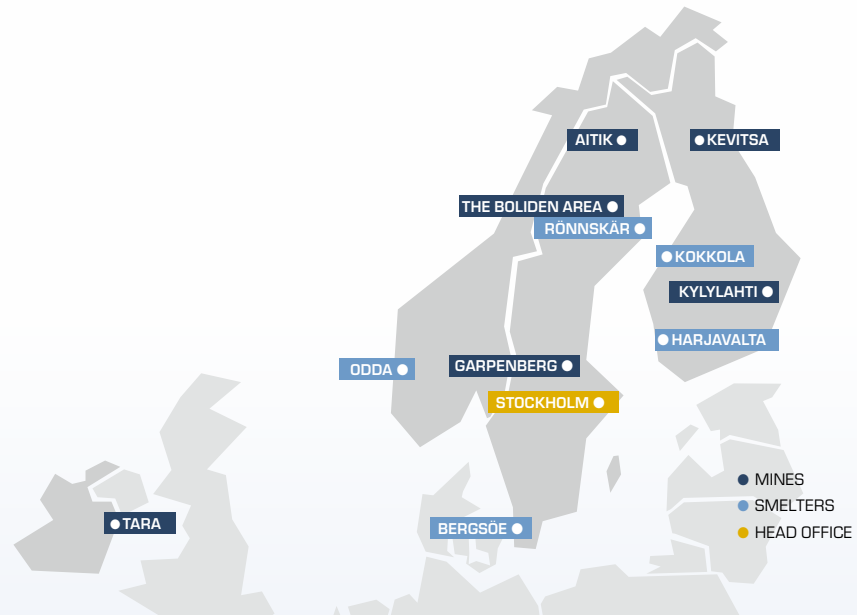 AITIK
KEVITSA
THE BOLIDEN AREA
RÖNNSKÄR
KOKKOLA
KYLYLAHTI
HARJAVALTA
ODDA
GARPENBERG
STOCKHOLM
MINES
SMELTERS
TARA
BERGSÖE
HEAD OFFICE